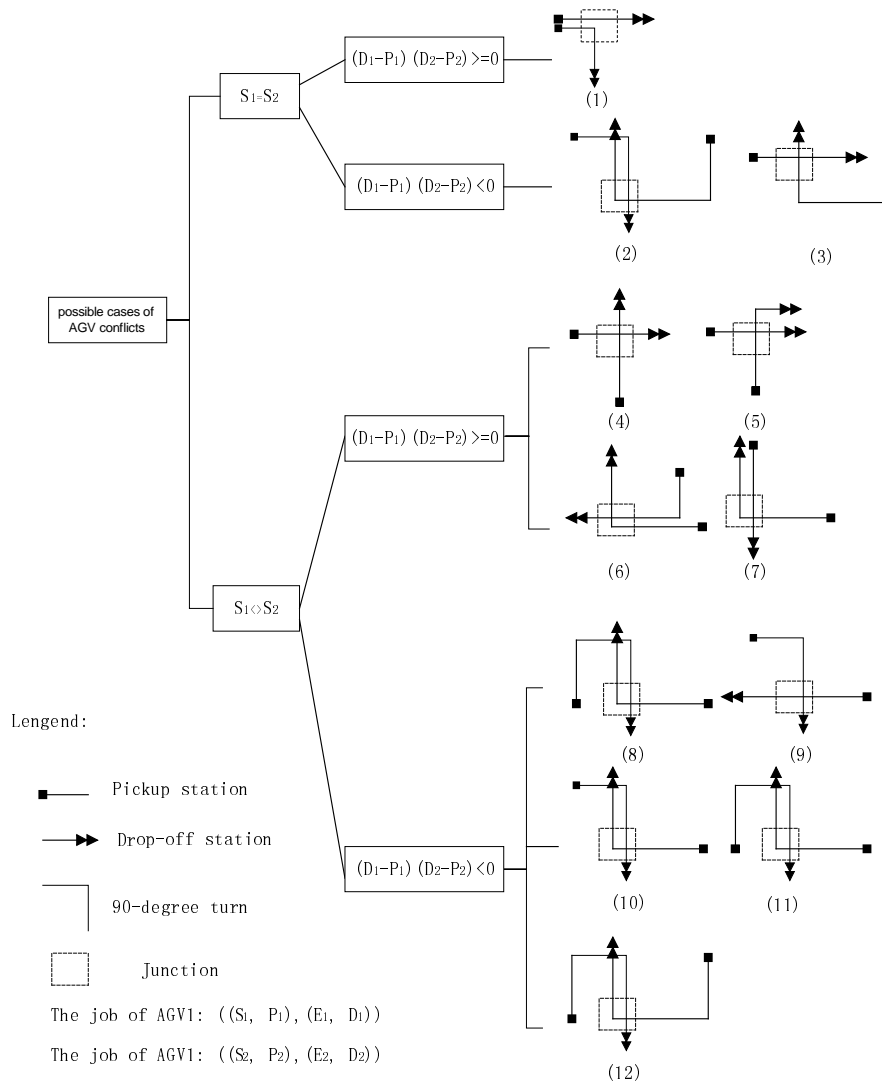 (D₁-P₁)(D₂-P₂)>=0
(1)
S₁=S₂
(D₁-P₁)(D₂-P₂)<0
(2)
(3)
possible cases of
AGV conflicts
(D₁-P₁)(D₂-P₂)>=0
(4)
(5)
(6)
(7)
S₁<>S₂
(8)
(9)
(D₁-P₁)(D₂-P₂)<0
(10)
(11)
(12)
Lengend:
Pickup station
Drop-off station
90-degree turn
Junction
The job of AGV1: ((S₁, P₁),(E₁, D₁))
The job of AGV1: ((S₂, P₂),(E₂, D₂))